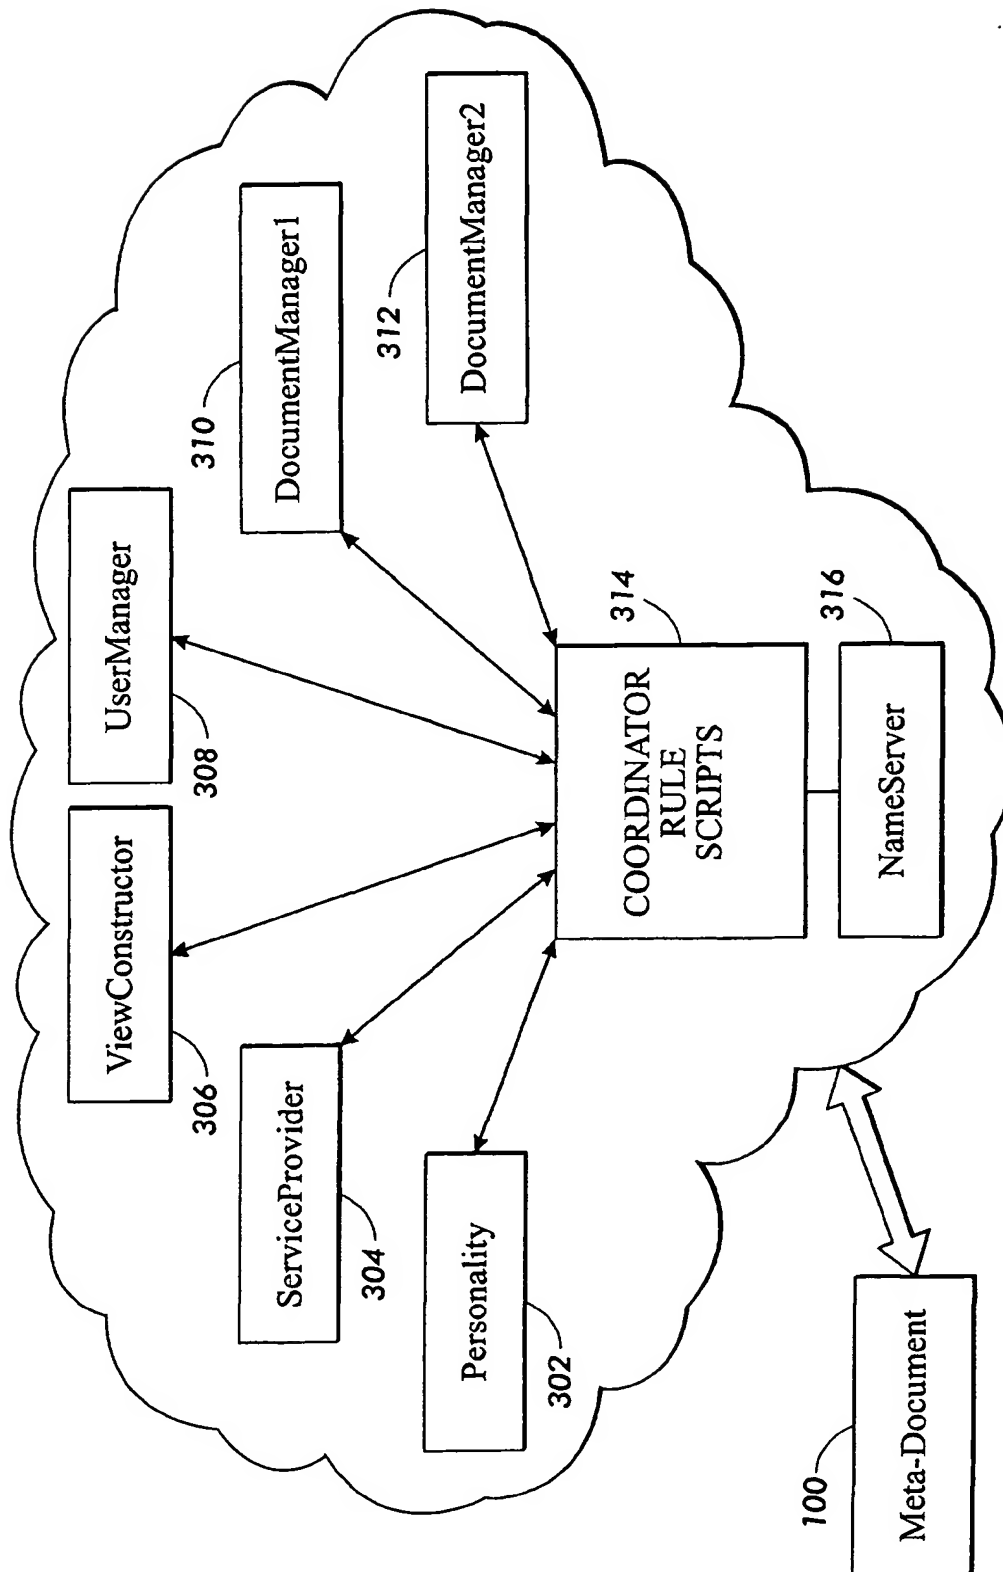 ViewConstructor
306
UserManager
308
ServiceProvider
304
DocumentManager1
310
Personality
302
DocumentManager2
312
COORDINATOR
RULE
SCRIPTS
314
NameServer
316
Meta-Document
100